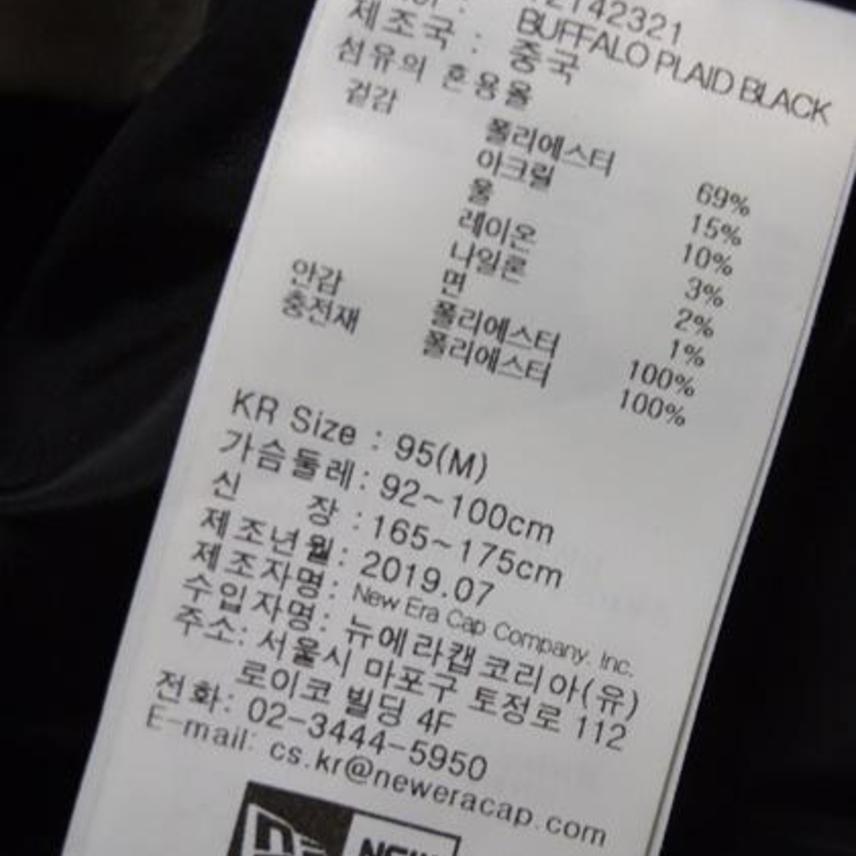 12142321
BUFFALO PLAID BLACK
제조국 : 중국
섬유의 혼용율
겉감 폴리에스터 69%
아크릴 15%
울 10%
레이온 3%
나일론 2%
면 1%
안감 폴리에스터 100%
충전재 폴리에스터 100%
KR Size : 95(M)
가슴둘레 : 92~100cm
신 장 : 165~175cm
제조년월: 2019.07
제조자명: New Era Cap Company. Inc.
수입자명: 뉴에라캡코리아(유)
주소: 서울시 마포구 토정로 112
로이코 빌딩 4F
전화: 02-3444-5950
E-mail: cs.kr@neweracap.com
NEW